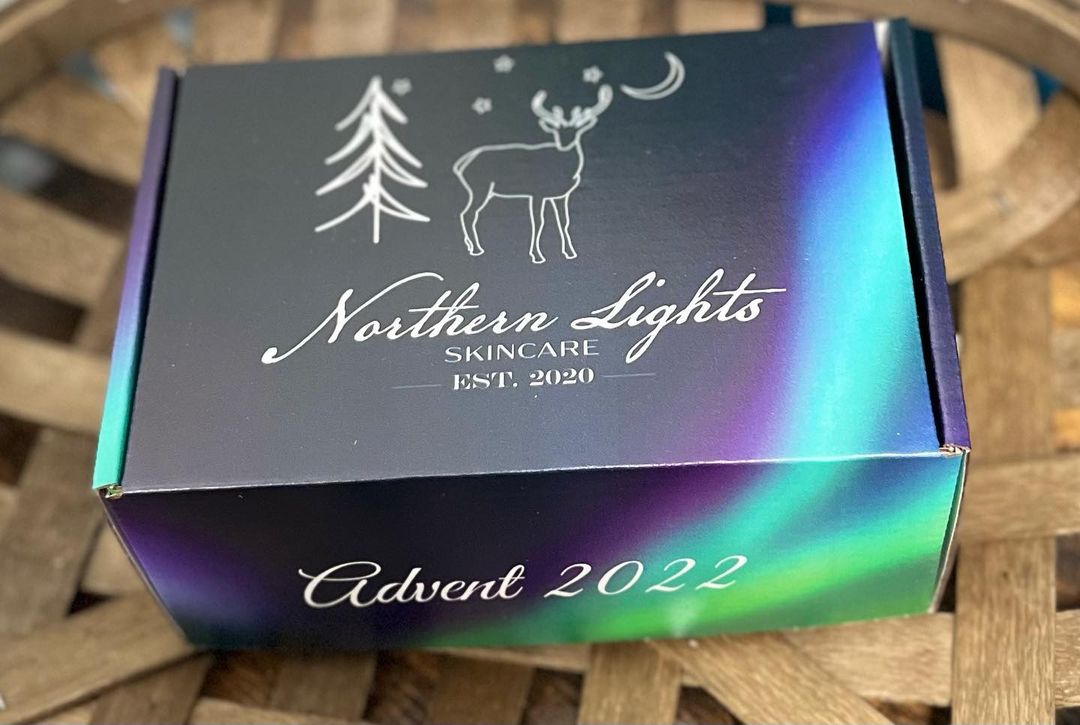 Northern Lights
SKINCARE
EST. 2020
Advent 2022